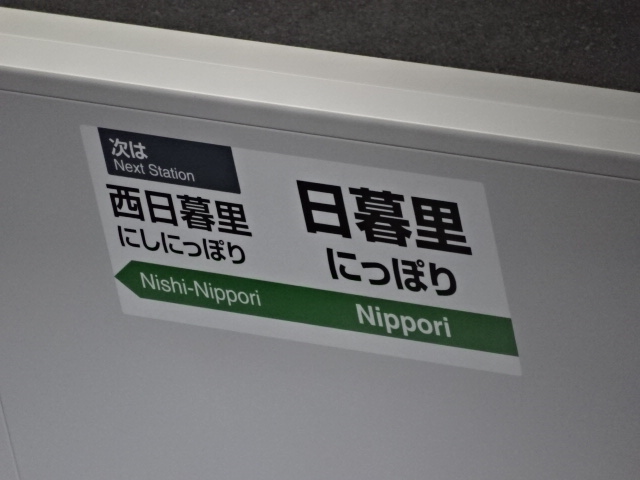 次は
Next Station
西日暮里
にしにっぽり
Nishi-Nippori
日暮里
にっぽり
Nippori